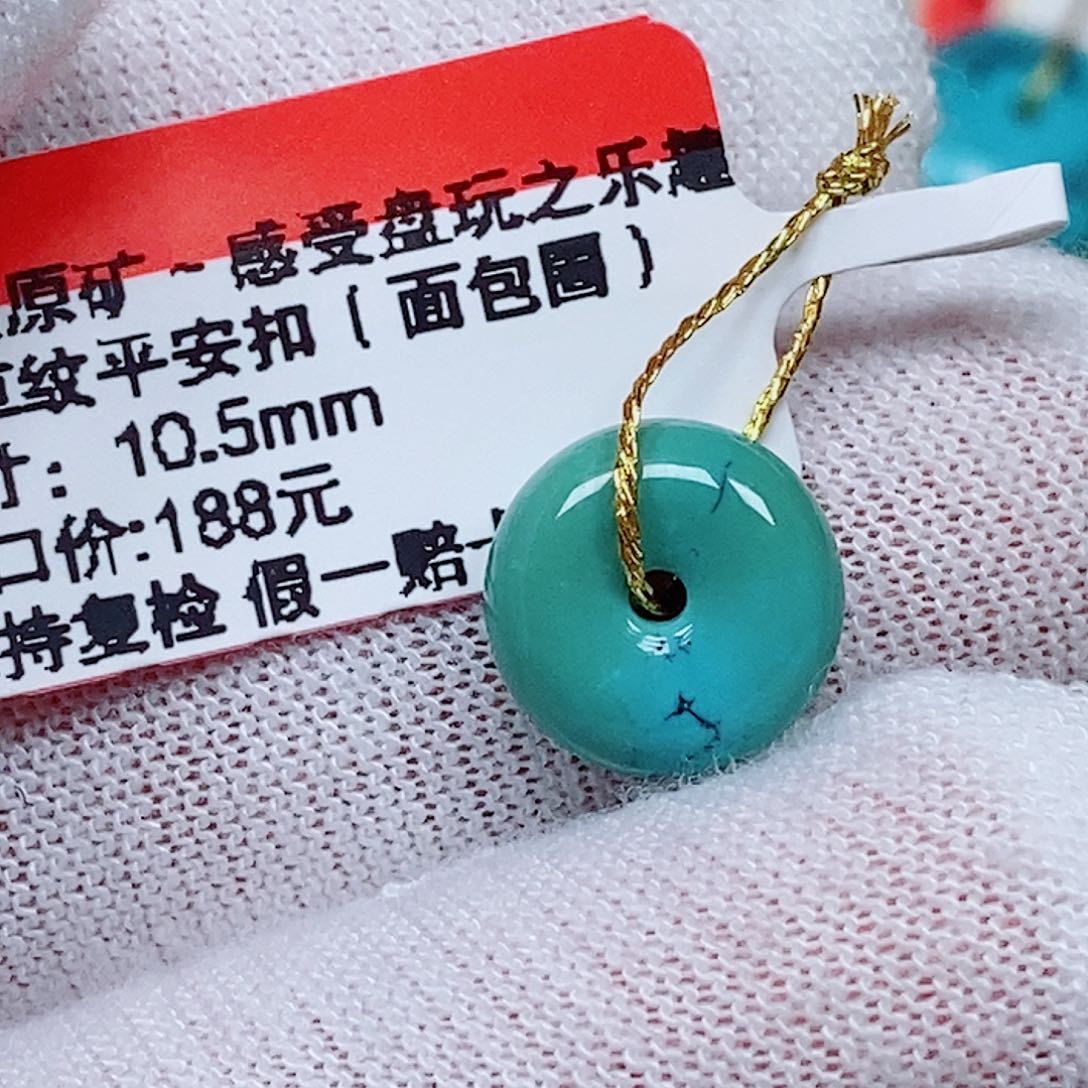 原矿~感受盘玩之乐趣
纹平安扣(面包圈)
寸：10.5mm
口价:188元
持复检 假一赔